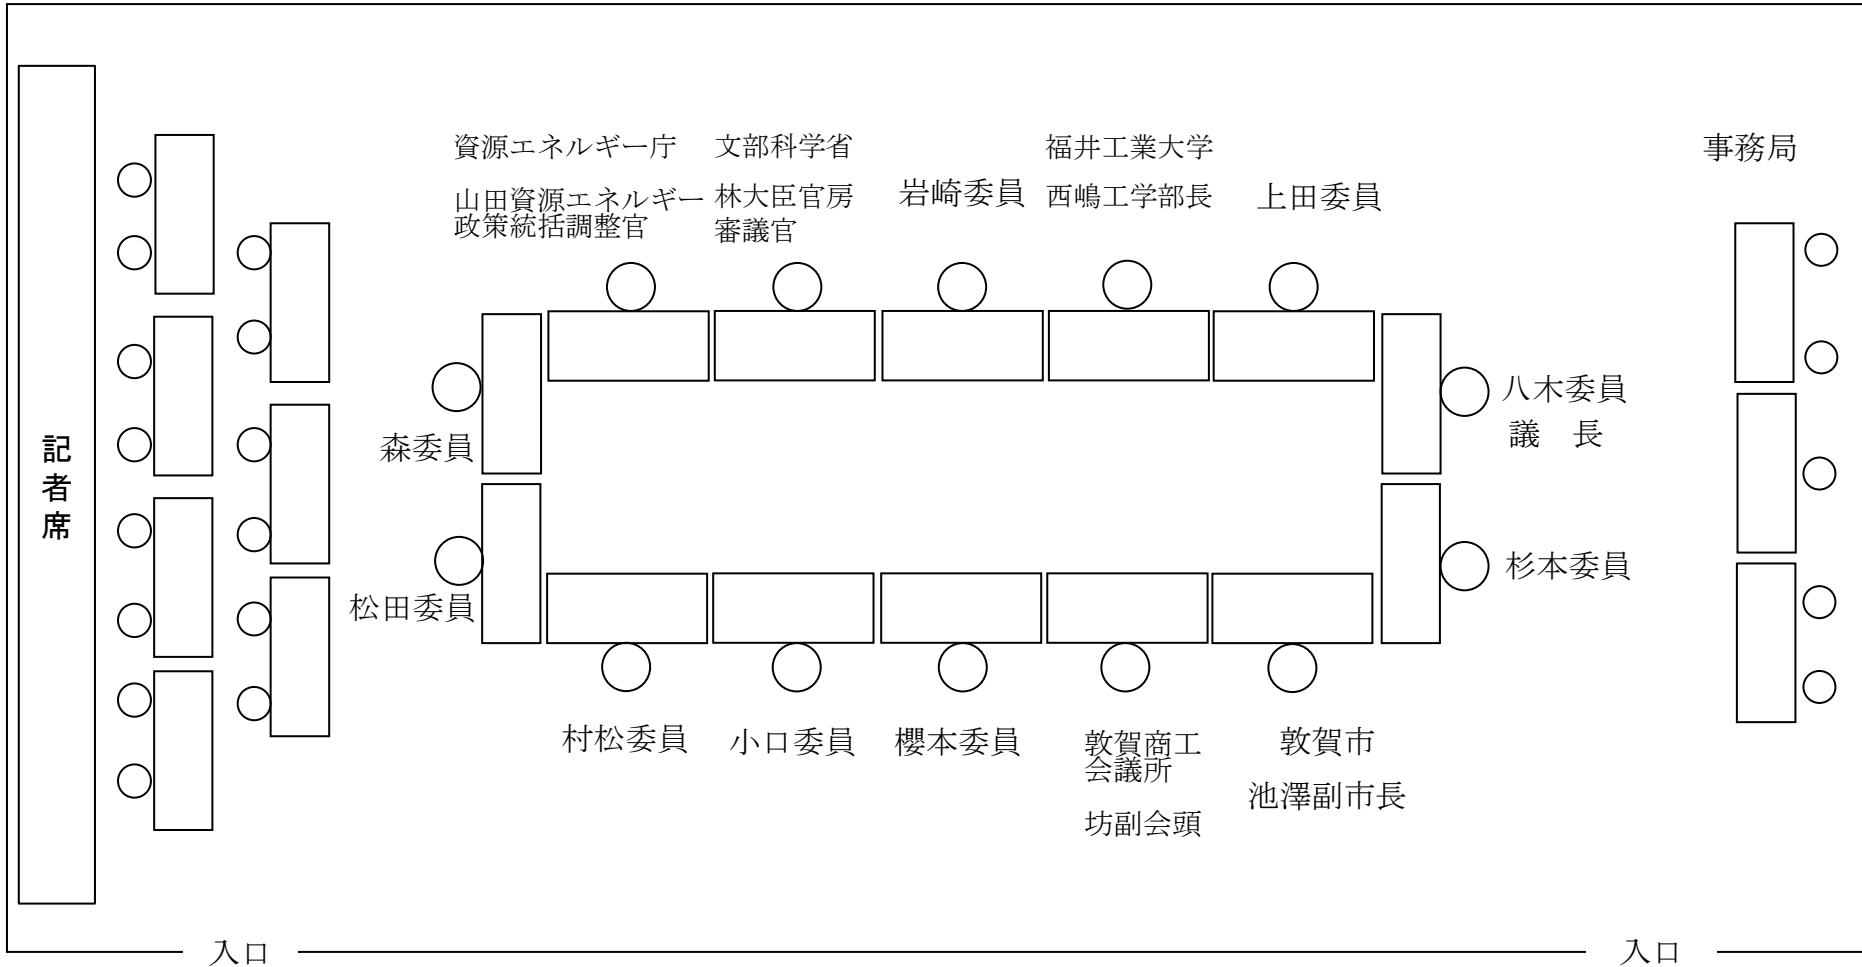 資源エネルギー庁
山田資源エネルギー
政策統括調整官
文部科学省
林大臣官房
審議官
岩崎委員
福井工業大学
西嶋工学部長
上田委員
事務局
記者席
森委員
八木委員
議　長
松田委員
杉本委員
村松委員
小口委員
櫻本委員
敦賀商工
会議所
坊副会頭
敦賀市
池澤副市長
入口
入口